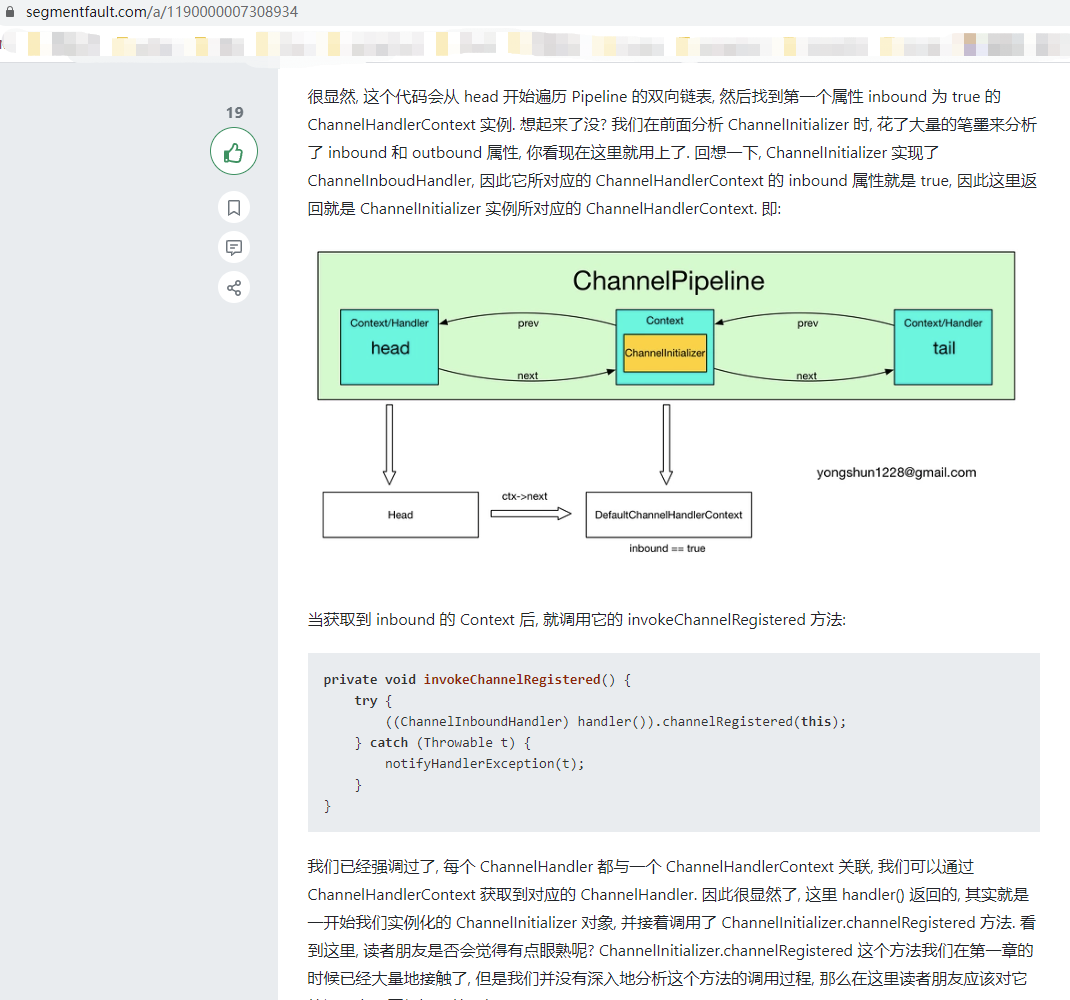 segmentfault.com/a/1190000007308934
19
很显然, 这个代码会从 head 开始遍历 Pipeline 的双向链表, 然后找到第一个属性 inbound 为 true 的
ChannelHandlerContext 实例. 想起来了没? 我们在前面分析 ChannelInitializer 时, 花了大量的笔墨来分析
了 inbound 和 outbound 属性, 你看现在这里就用上了. 回想一下, ChannelInitializer 实现了
ChannelInboudHandler, 因此它所对应的 ChannelHandlerContext 的 inbound 属性就是 true, 因此这里返
回就是 ChannelInitializer 实例所对应的 ChannelHandlerContext. 即:
ChannelPipeline
Context/Handler
head
prev
next
Context
ChannelInitializer
prev
next
Context/Handler
tail
yongshun1228@gmail.com
Head
ctx->next
DefaultChannelHandlerContext
inbound == true
当获取到 inbound 的 Context 后, 就调用它的 invokeChannelRegistered 方法:
private void invokeChannelRegistered() {
try {
((ChannelInboundHandler) handler()).channelRegistered(this);
} catch (Throwable t) {
notifyHandlerException(t);
}
}
我们已经强调过了, 每个 ChannelHandler 都与一个 ChannelHandlerContext 关联, 我们可以通过
ChannelHandlerContext 获取到对应的 ChannelHandler. 因此很显然了, 这里 handler() 返回的, 其实就是
一开始我们实例化的 ChannelInitializer 对象, 并接着调用了 ChannelInitializer.channelRegistered 方法. 看
到这里, 读者朋友是否会觉得有点眼熟呢? ChannelInitializer.channelRegistered 这个方法我们在第一章的
时候已经大量地接触了, 但是我们并没有深入地分析这个方法的调用过程, 那么在这里读者朋友应该对它